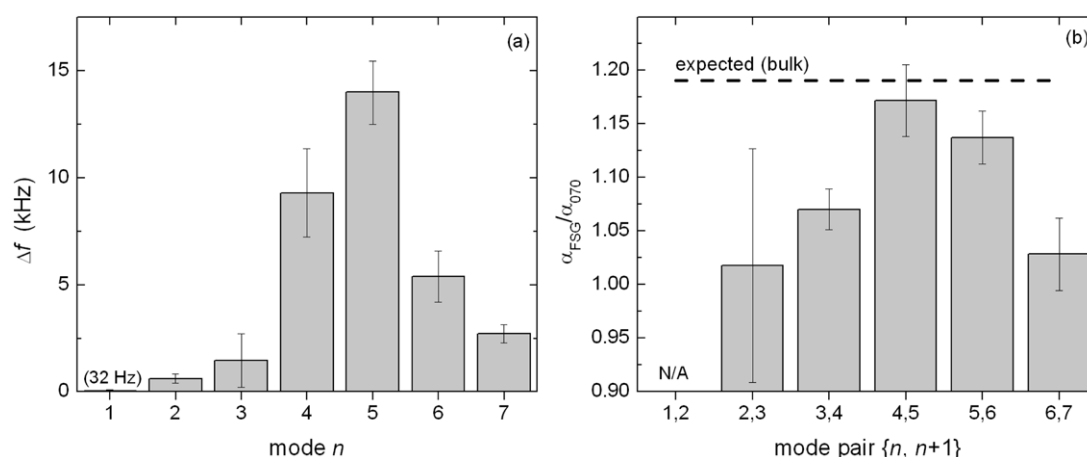 (a)
15
10
5
0
Δf (kHz)
(32 Hz)
1 2 3 4 5 6 7
mode n
(b)
expected (bulk)
1.20
1.15
1.10
1.05
1.00
0.95
0.90
α_FSG/α_070
N/A
1,2 2,3 3,4 4,5 5,6 6,7
mode pair {n, n+1}